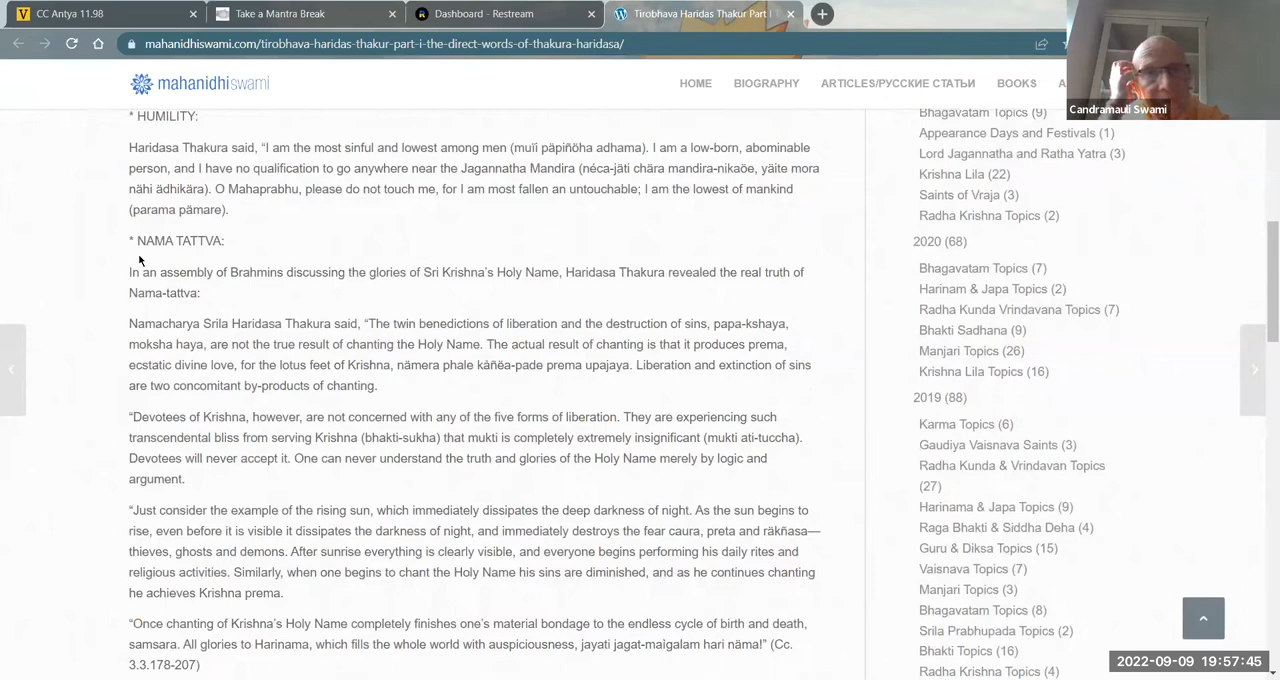 CC Antya 11.98
Take a Mantra Break
Dashboard - Restream
Tirobhava Haridas Thakur Part I
mahanidhiswami.com/tirobhava-haridas-thakur-part-i-the-direct-words-of-thakura-haridasa/
Candramauli Swami
mahanidhiswami
HOME BIOGRAPHY ARTICLES/РУССКИЕ СТАТЬИ BOOKS
* HUMILITY:
Haridasa Thakura said, “I am the most sinful and lowest among men (muïi päpiñöha adhama). I am a low-born, abominable
person, and I have no qualification to go anywhere near the Jagannatha Mandira (néca-jäti chära mandira-nikaöe, yäite mora
nähi ädhikära). O Mahaprabhu, please do not touch me, for I am most fallen an untouchable; I am the lowest of mankind
(parama pämare).
* NAMA TATTVA:
In an assembly of Brahmins discussing the glories of Sri Krishna’s Holy Name, Haridasa Thakura revealed the real truth of
Nama-tattva:
Namacharya Srila Haridasa Thakura said, “The twin benedictions of liberation and the destruction of sins, papa-kshaya,
moksha haya, are not the true result of chanting the Holy Name. The actual result of chanting is that it produces prema,
ecstatic divine love, for the lotus feet of Krishna, nämera phale kåñëa-pade prema upajaya. Liberation and extinction of sins
are two concomitant by-products of chanting.
“Devotees of Krishna, however, are not concerned with any of the five forms of liberation. They are experiencing such
transcendental bliss from serving Krishna (bhakti-sukha) that mukti is completely extremely insignificant (mukti ati-tuccha).
Devotees will never accept it. One can never understand the truth and glories of the Holy Name merely by logic and
argument.
“Just consider the example of the rising sun, which immediately dissipates the deep darkness of night. As the sun begins to
rise, even before it is visible it dissipates the darkness of night, and immediately destroys the fear caura, preta and räkñasa—
thieves, ghosts and demons. After sunrise everything is clearly visible, and everyone begins performing his daily rites and
religious activities. Similarly, when one begins to chant the Holy Name his sins are diminished, and as he continues chanting
he achieves Krishna prema.
“Once chanting of Krishna’s Holy Name completely finishes one’s material bondage to the endless cycle of birth and death,
samsara. All glories to Harinama, which fills the whole world with auspiciousness, jayati jagat-maìgalam hari näma!” (Cc.
3.3.178-207)
Bhagavatam Topics (9)
Appearance Days and Festivals (1)
Lord Jagannatha and Ratha Yatra (3)
Krishna Lila (22)
Saints of Vraja (3)
Radha Krishna Topics (2)
2020 (68)
Bhagavatam Topics (7)
Harinam & Japa Topics (2)
Radha Kunda Vrindavana Topics (7)
Bhakti Sadhana (9)
Manjari Topics (26)
Krishna Lila Topics (16)
2019 (88)
Karma Topics (6)
Gaudiya Vaisnava Saints (3)
Radha Kunda & Vrindavan Topics
(27)
Harinama & Japa Topics (9)
Raga Bhakti & Siddha Deha (4)
Guru & Diksa Topics (15)
Vaisnava Topics (7)
Manjari Topics (3)
Bhagavatam Topics (8)
Srila Prabhupada Topics (2)
Bhakti Topics (16)
Radha Krishna Topics (4)
2022-09-09 19:57:45